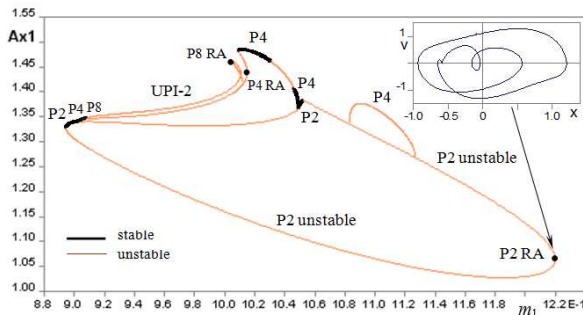 Ax1
1.55
1.50
1.45
1.40
1.35
1.30
1.25
1.20
1.15
1.10
1.05
1.00
P4
P8 RA
P4 RA
UPI-2
P4
P2 P4 P8
P2
P4
P2 unstable
P2 unstable
P2 RA
stable
unstable
V
1
0
-1
-1.0 -0.5 0 0.5 1.2
X
8.8 9.0 9.2 9.4 9.6 9.8 10.0 10.2 10.4 10.6 10.8 11.0 11.2 11.4 11.6 11.8 12.2E-1
m₁